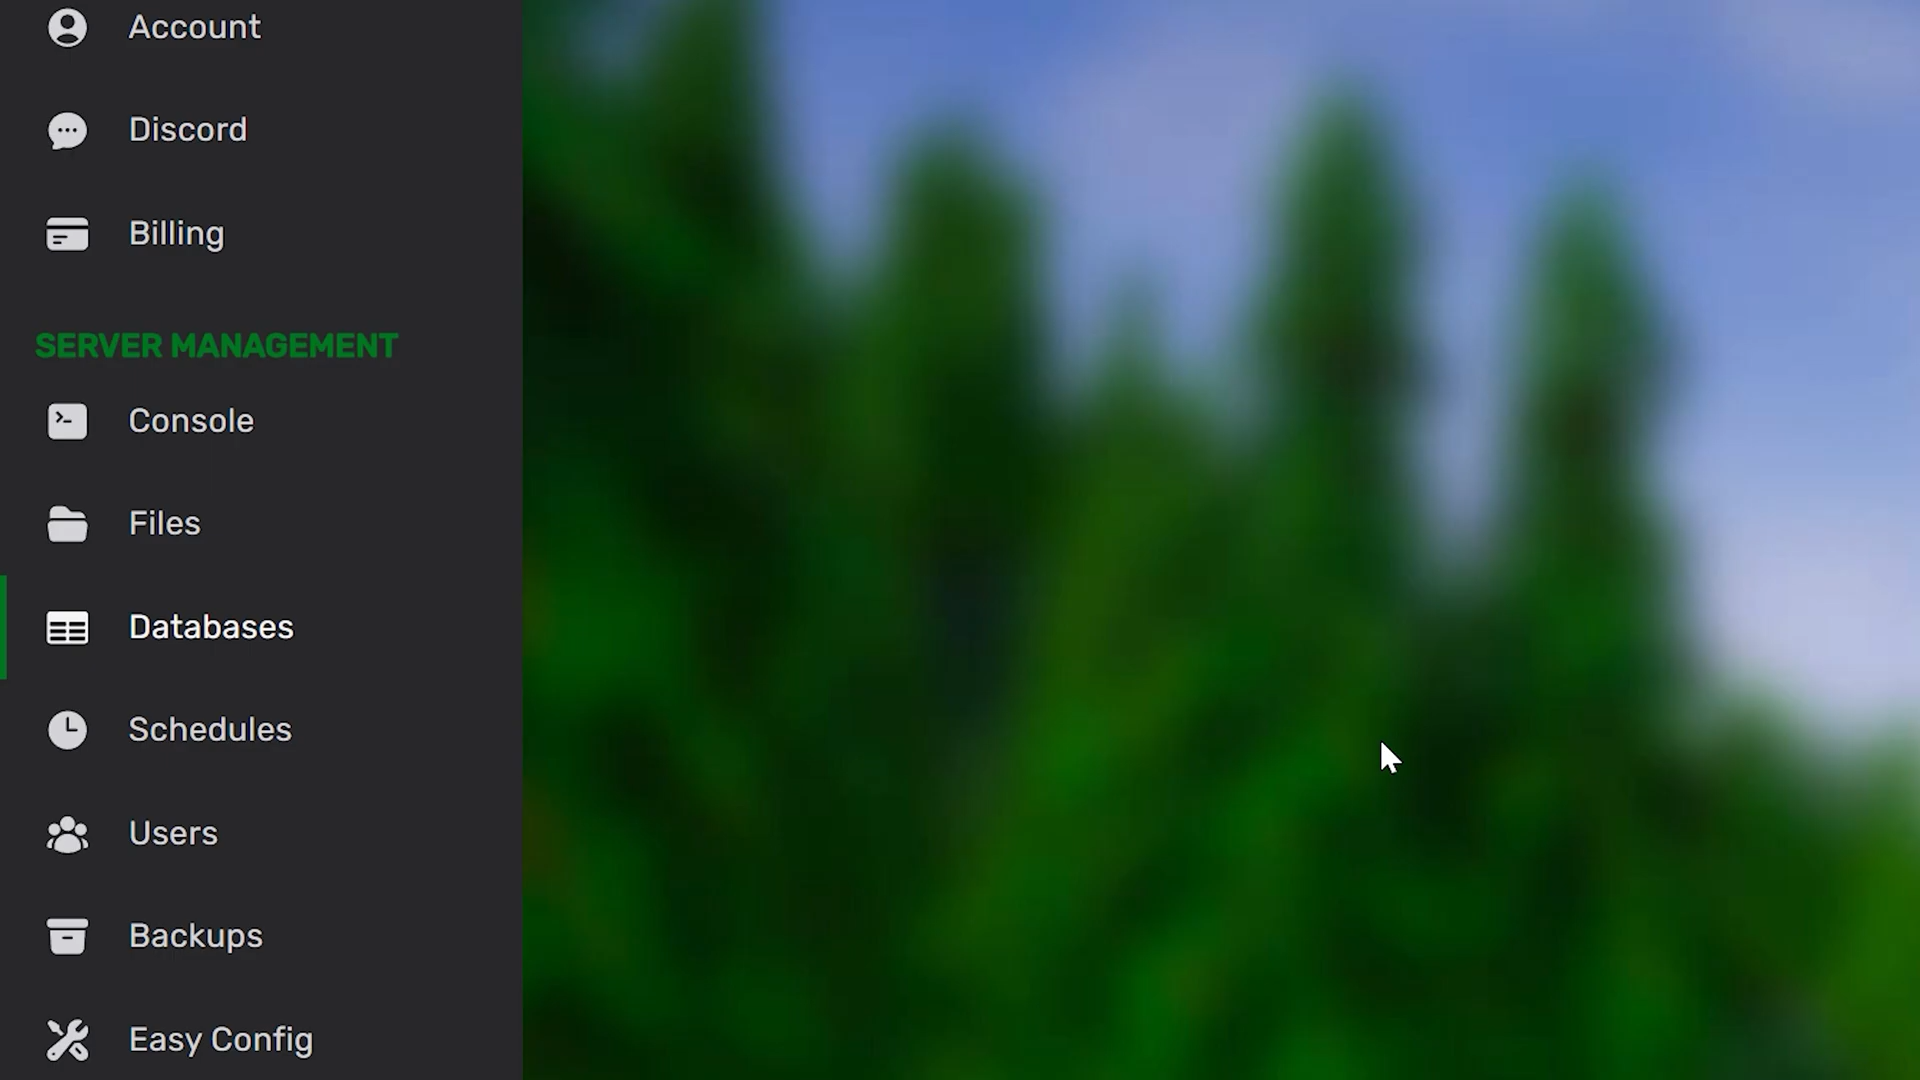 Account
Discord
Billing
SERVER MANAGEMENT
Console
Files
Databases
Schedules
Users
Backups
Easy Config